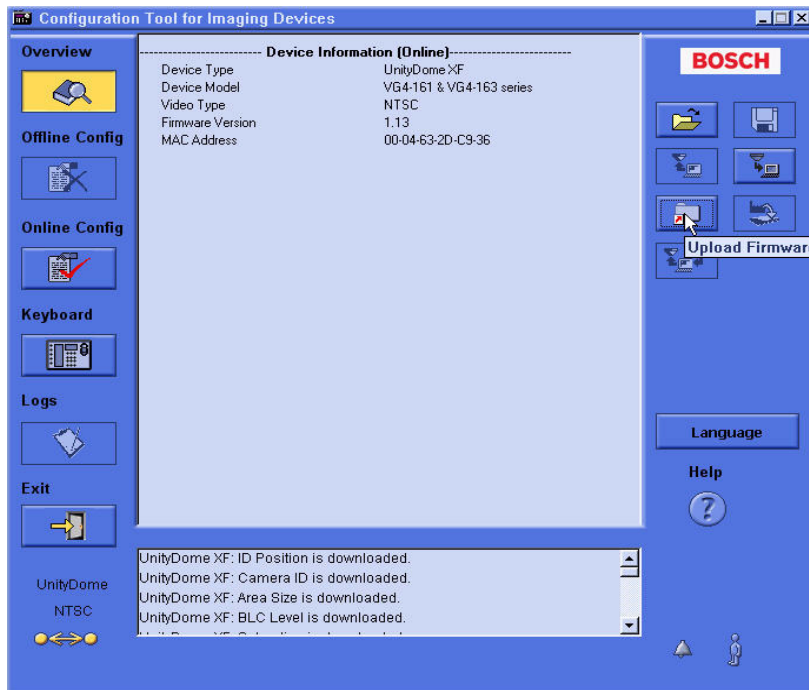 Configuration Tool for Imaging Devices
Overview
Offline Config
Online Config
Keyboard
Logs
Exit
UnityDome
NTSC
-------------------------- Device Information (Online)--------------------------
Device Type UnityDome XF
Device Model VG4-161 & VG4-163 series
Video Type NTSC
Firmware Version 1.13
MAC Address 00-04-63-2D-C9-36
UnityDome XF: ID Position is downloaded.
UnityDome XF: Camera ID is downloaded.
UnityDome XF: Area Size is downloaded.
UnityDome XF: BLC Level is downloaded.
BOSCH
Upload Firmwar
Language
Help
?